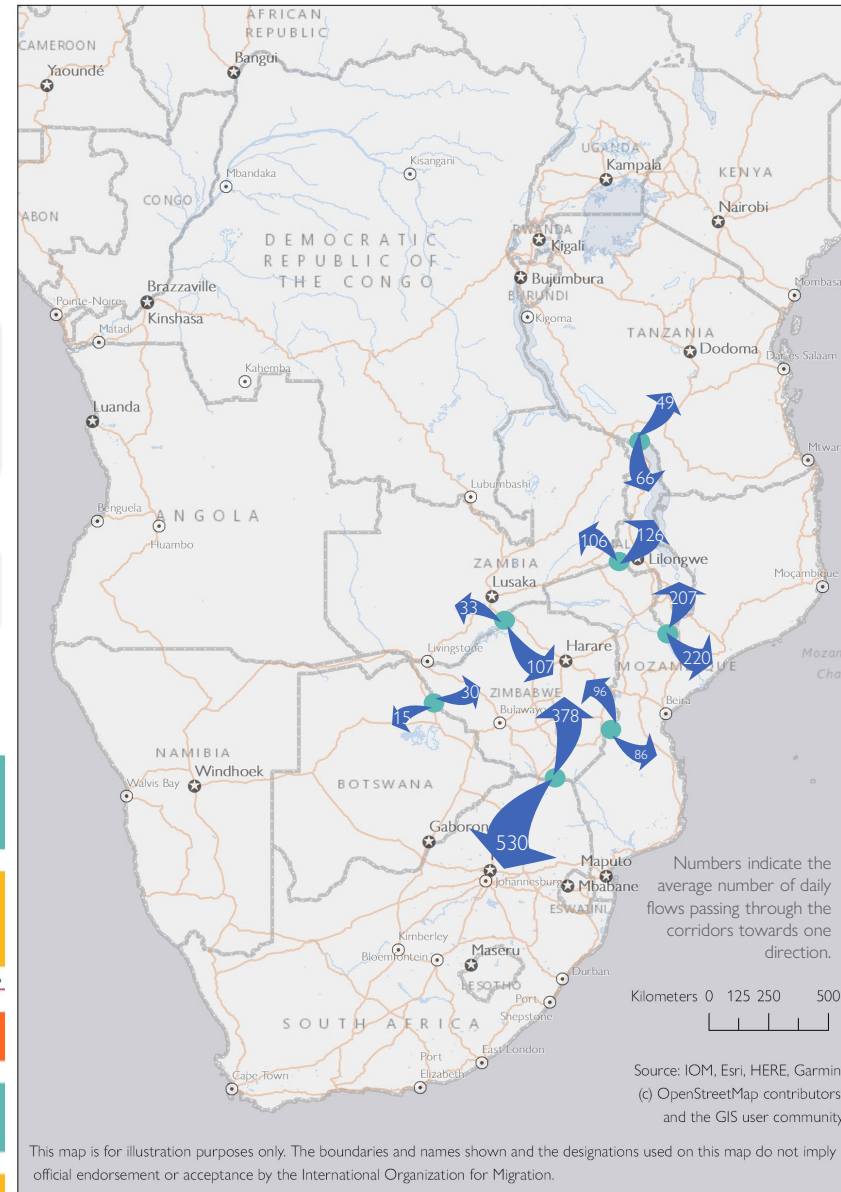 AFRICAN
REPUBLIC
CAMEROON
Bangui
Yaoundé
Kisangani
UGANDA
Kampala
Mbandaka
KENYA
CONGO
Nairobi
ABON
RWANDA
Kigali
DEMOCRATIC
REPUBLIC OF
THE CONGO
Bujumbura
BURUNDI
Mombasa
Brazzaville
Pointe-Noire
Kinshasa
Kigoma
TANZANIA
Matadi
Dodoma
Dar es Salaam
Kahemba
Luanda
49
Mtwar
66
Lubumbashi
Benguela
ANGOLA
Huambo
106
126
Lilongwe
ZAMBIA
Moçambique
Lusaka
33
207
Livingstone
Harare
220
107
MOZAMBIQUE
Mozam
Cha
30
ZIMBABWE
96
15
Bulawayo
378
Beira
86
NAMIBIA
Windhoek
BOTSWANA
Walvis Bay
Gaboron
530
Johannesburg
Maputo
Mbabane
ESWATINI
Numbers indicate the
average number of daily
flows passing through the
corridors towards one
direction.
Kimberley
Bloemfontein
Maseru
LESOTHO
Durban
Port
Shepstone
Kilometers 0 125 250 500
SOUTH AFRICA
East London
Port
Elizabeth
Cape Town
Source: IOM, Esri, HERE, Garmin
(c) OpenStreetMap contributors
and the GIS user community
This map is for illustration purposes only. The boundaries and names shown and the designations used on this map do not imply
official endorsement or acceptance by the International Organization for Migration.